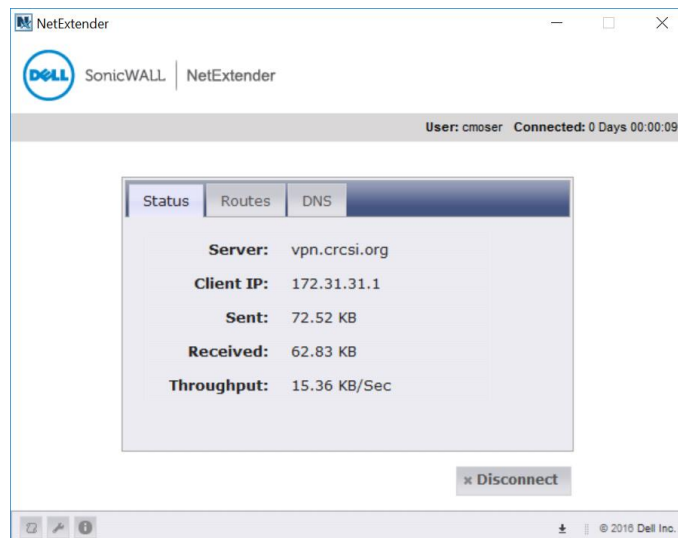 NetExtender
DELL SonicWALL | NetExtender
User: cmoser Connected: 0 Days 00:00:09
Status Routes DNS
Server: vpn.crcsi.org
Client IP: 172.31.31.1
Sent: 72.52 KB
Received: 62.83 KB
Throughput: 15.36 KB/Sec
× Disconnect
© 2016 Dell Inc.